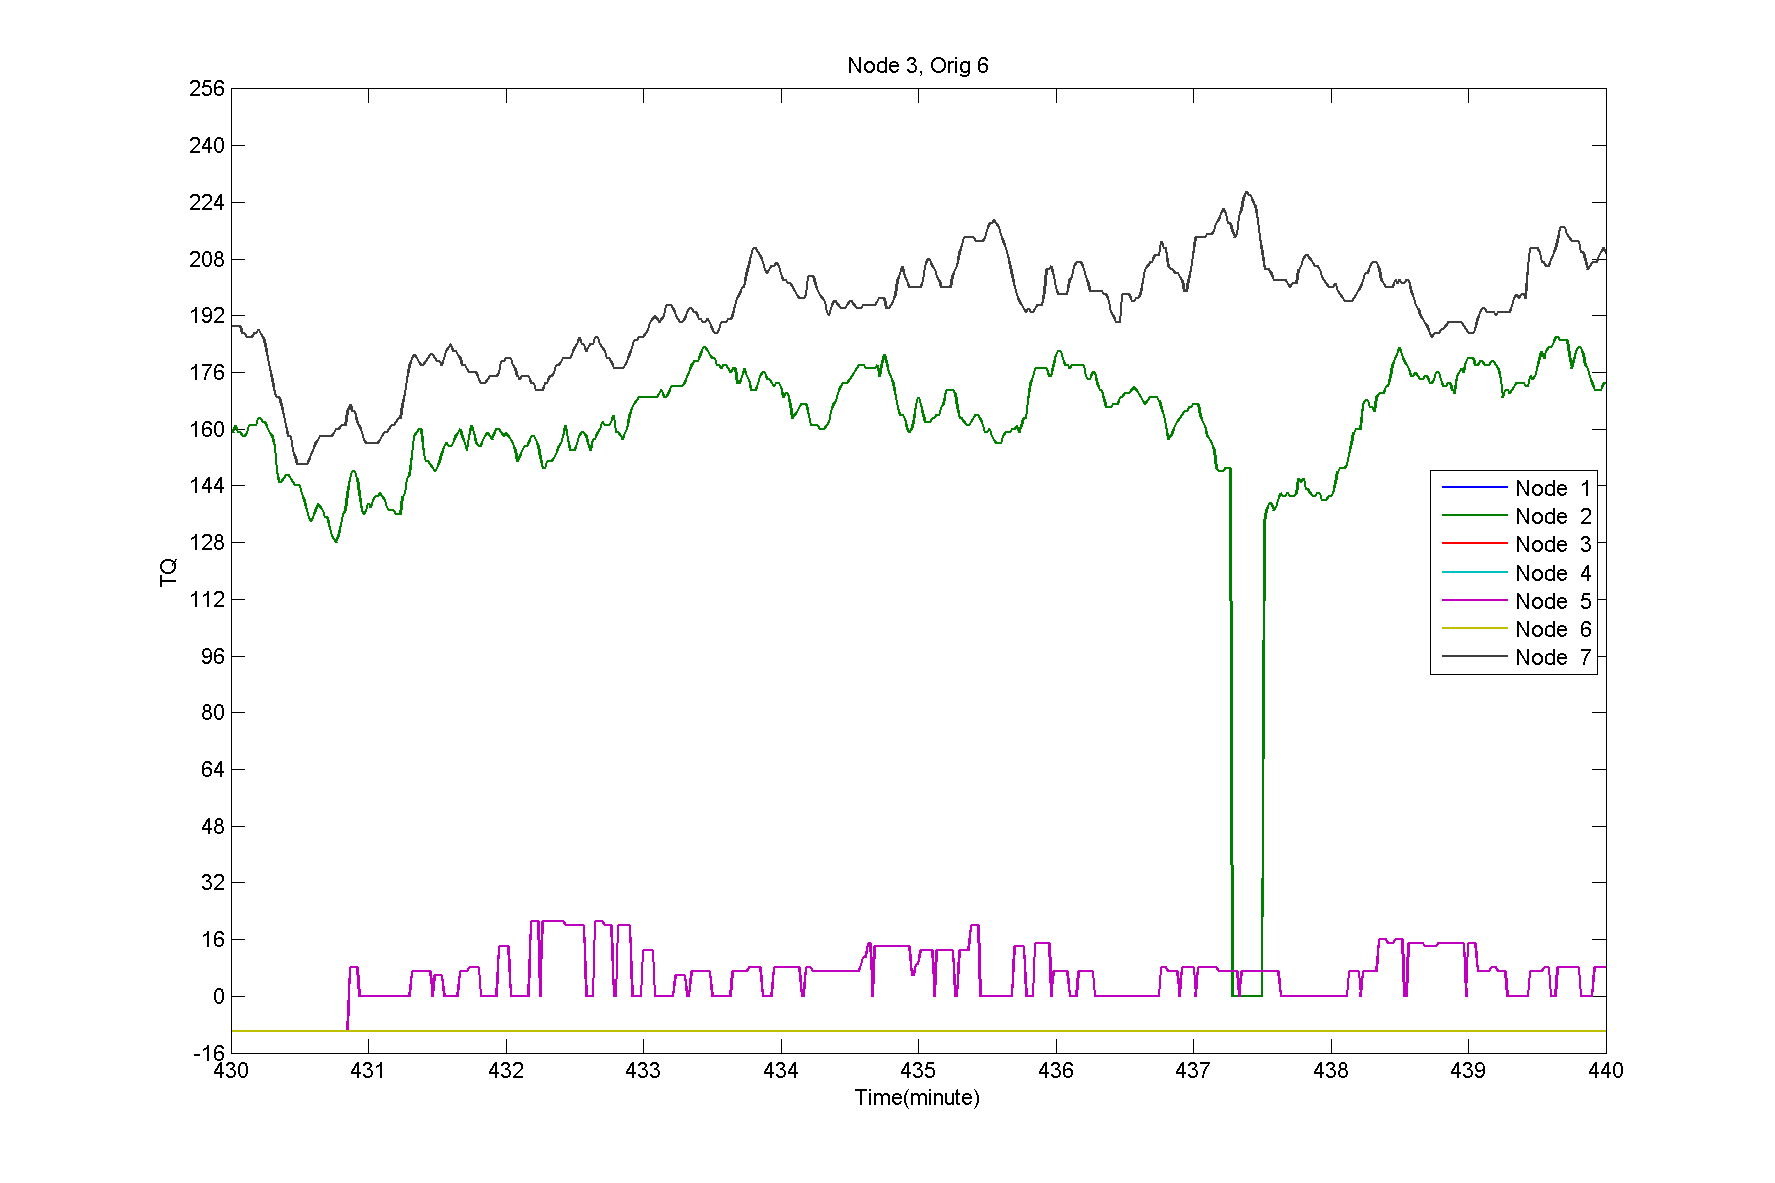 Node 3, Orig 6
256
240
224
208
192
176
160
144
128
112
96
80
64
48
32
16
0
-16
TQ
Node 1
Node 2
Node 3
Node 4
Node 5
Node 6
Node 7
430 431 432 433 434 435 436 437 438 439 440
Time(minute)